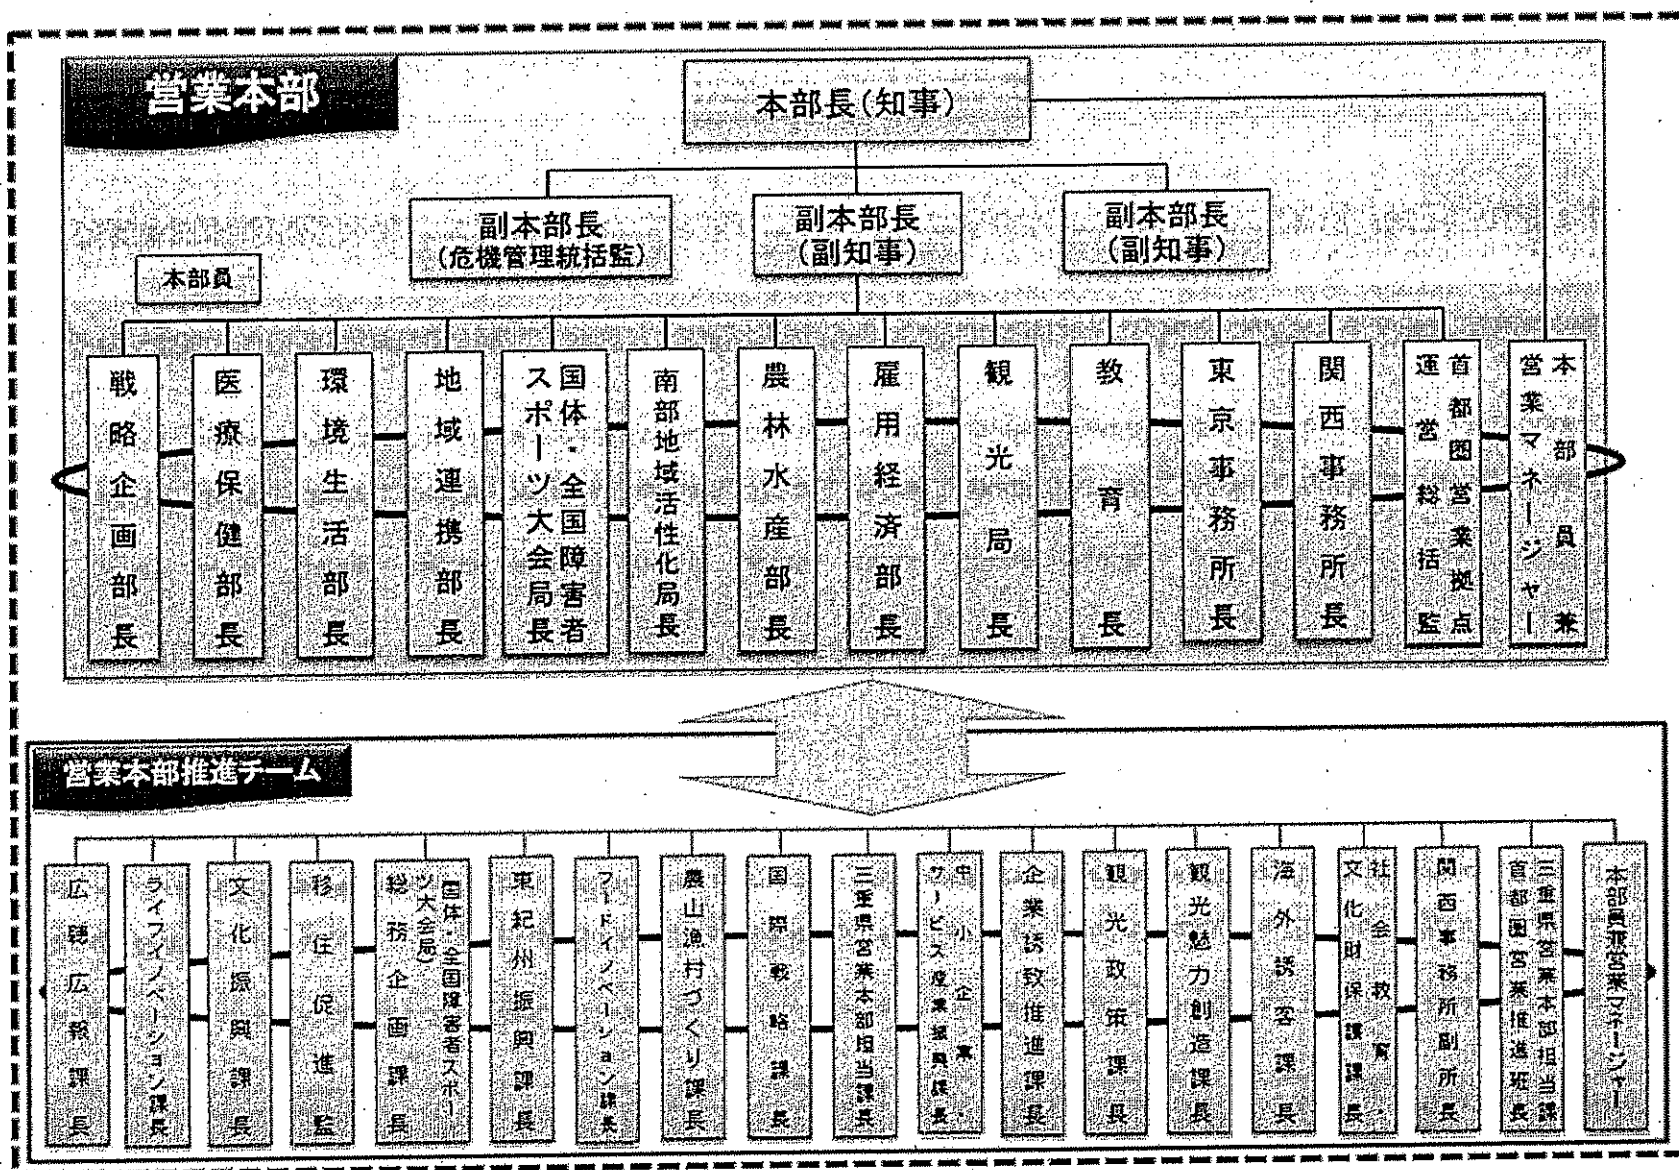 営業本部
本部長(知事)
副本部長
(危機管理統括監)
副本部長
(副知事)
副本部長
(副知事)
本部員
戦略企画部長
医療保健部長
環境生活部長
地域連携部長
国体・全国障害者
スポーツ大会局長
南部地域活性化局長
農林水産部長
雇用経済部長
観光局長
教育長
東京事務所長
関西事務所長
首都圏営業拠点
運営総括監
本部員兼
営業マネージャー
営業本部推進チーム
広聴広報課長
ライフイノベーション課長
文化振興課長
移住促進監
国体・全国障害者スポー
ツ大会局)
総務企画課長
東紀州振興課長
フードイノベーション課長
農山漁村づくり課長
国際戦略課長
三重県営業本部担当課長
中小企業・
サービス産業振興課長
企業誘致推進課長
観光政策課長
観光魅力創造課長
海外誘客課長
社会教育・
文化財保護課長
関西事務所副所長
三重県営業本部担当課
首都圏営業推進班長
本部員兼営業マネージャー